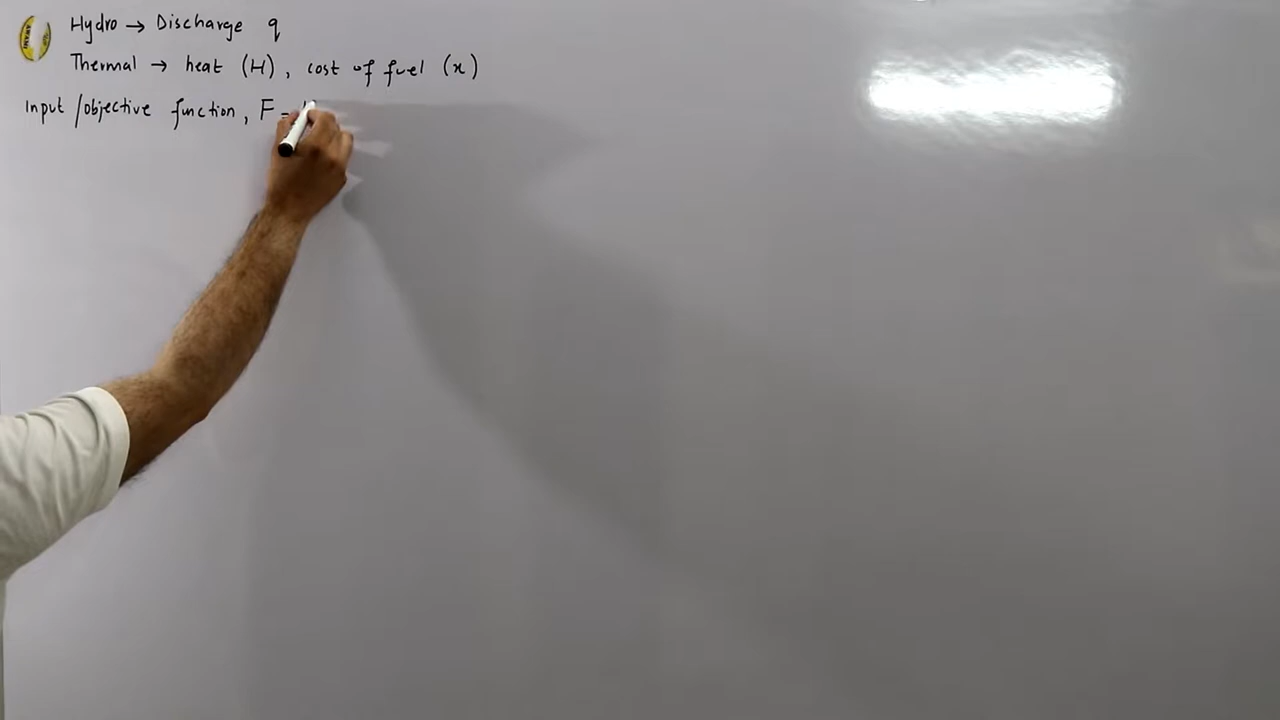 Hydro → Discharge q
Thermal → heat (H), cost of fuel (x)
Input/objective function, F =